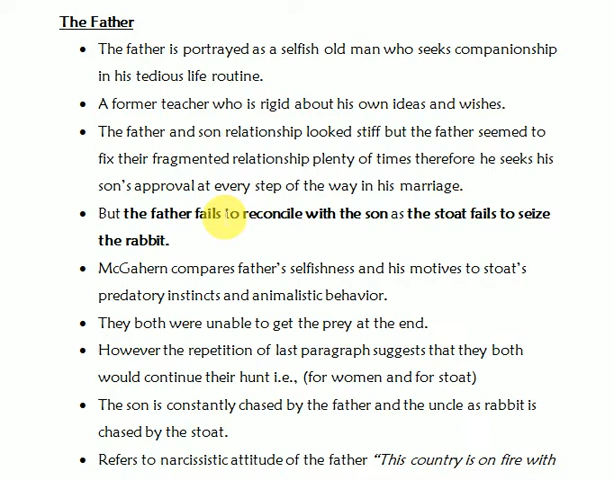 The Father
• The father is portrayed as a selfish old man who seeks companionship
in his tedious life routine.
• A former teacher who is rigid about his own ideas and wishes.
• The father and son relationship looked stiff but the father seemed to
fix their fragmented relationship plenty of times therefore he seeks his
son's approval at every step of the way in his marriage.
• But the father fails to reconcile with the son as the stoat fails to seize
the rabbit.
• McGahern compares father's selfishness and his motives to stoat's
predatory instincts and animalistic behavior.
• They both were unable to get the prey at the end.
• However the repetition of last paragraph suggests that they both
would continue their hunt i.e., (for women and for stoat)
• The son is constantly chased by the father and the uncle as rabbit is
chased by the stoat.
• Refers to narcissistic attitude of the father “This country is on fire with